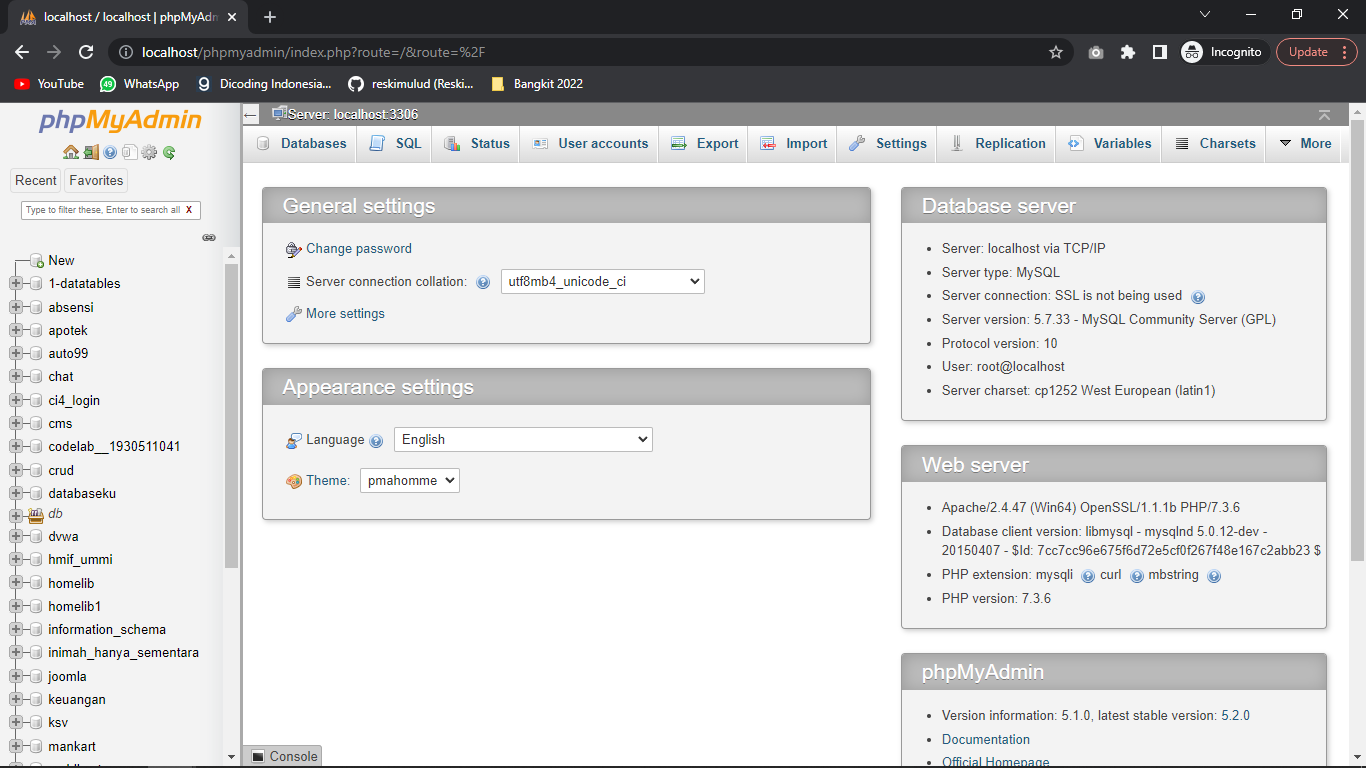 localhost / localhost | phpMyAdm
localhost/phpmyadmin/index.php?route=/&route=%2F
Incognito
Update
YouTube
49
WhatsApp
Dicoding Indonesia...
reskimulud (Reski...
Bangkit 2022
phpMyAdmin
Recent
Favorites
Type to filter these, Enter to search all
X
New
1-datatables
absensi
apotek
auto99
chat
ci4_login
cms
codelab__1930511041
crud
databaseku
db
dvwa
hmif_ummi
homelib
homelib1
information_schema
inimah_hanya_sementara
joomla
keuangan
ksv
mankart
Server: localhost:3306
Databases
SQL
Status
User accounts
Export
Import
Settings
Replication
Variables
Charsets
More
General settings
Change password
Server connection collation:
utf8mb4_unicode_ci
More settings
Appearance settings
Language
English
Theme:
pmahomme
Database server
Server: localhost via TCP/IP
Server type: MySQL
Server connection: SSL is not being used
Server version: 5.7.33 - MySQL Community Server (GPL)
Protocol version: 10
User: root@localhost
Server charset: cp1252 West European (latin1)
Web server
Apache/2.4.47 (Win64) OpenSSL/1.1.1b PHP/7.3.6
Database client version: libmysql - mysqlnd 5.0.12-dev -
20150407 - $Id: 7cc7cc96e675f6d72e5cf0f267f48e167c2abb23 $
PHP extension: mysqli curl mbstring
PHP version: 7.3.6
phpMyAdmin
Version information: 5.1.0, latest stable version: 5.2.0
Documentation
Official Homepage
Console